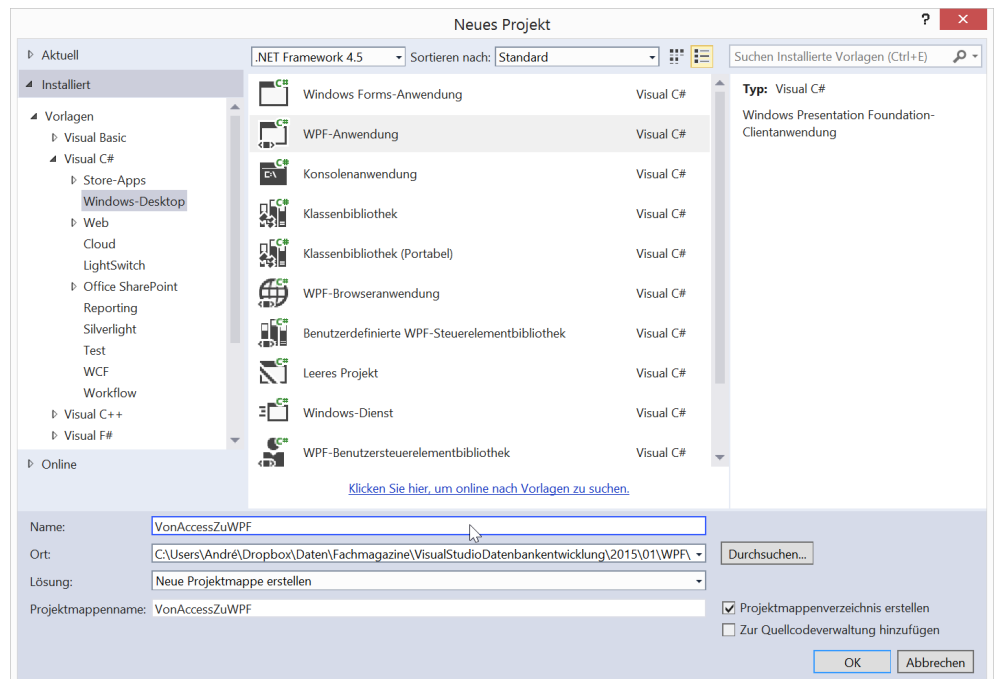 Neues Projekt
?
Aktuell
.NET Framework 4.5
Sortieren nach:
Standard
Suchen Installierte Vorlagen (Ctrl+E)
Installiert
Vorlagen
Visual Basic
Visual C#
Store-Apps
Windows-Desktop
Web
Cloud
LightSwitch
Office SharePoint
Reporting
Silverlight
Test
WCF
Workflow
Visual C++
Visual F#
Online
C# Windows Forms-Anwendung Visual C#
C# WPF-Anwendung Visual C#
C# C:\ Konsolenanwendung Visual C#
C# Klassenbibliothek Visual C#
C# Klassenbibliothek (Portabel) Visual C#
C# WPF-Browseranwendung Visual C#
C# Benutzerdefinierte WPF-Steuerelementbibliothek Visual C#
C# Leeres Projekt Visual C#
C# Windows-Dienst Visual C#
C# WPF-Benutzersteuerelementbibliothek Visual C#
Klicken Sie hier, um online nach Vorlagen zu suchen.
Typ: Visual C#
Windows Presentation Foundation-
Clientanwendung
Name: VonAccessZuWPF
Ort: C:\Users\André\Dropbox\Daten\Fachmagazine\VisualStudioDatenbankentwicklung\2015\01\WPF\ Durchsuchen...
Lösung: Neue Projektmappe erstellen
Projektmappenname: VonAccessZuWPF
Projektmappenverzeichnis erstellen
Zur Quellcodeverwaltung hinzufügen
OK Abbrechen